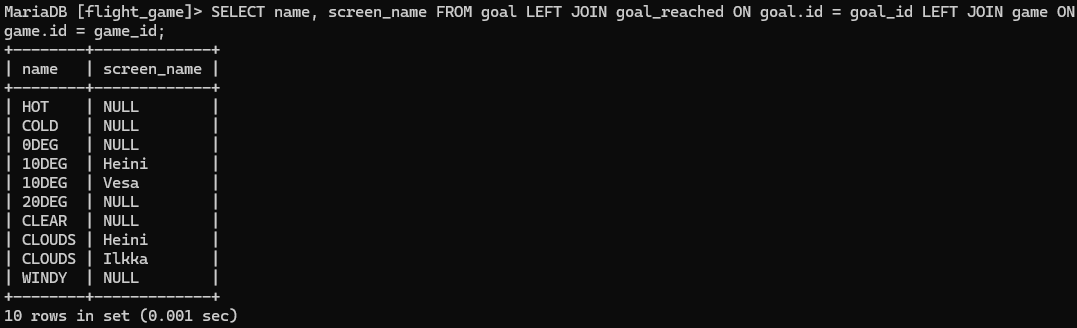 MariaDB [flight_game]> SELECT name, screen_name FROM goal LEFT JOIN goal_reached ON goal.id = goal_id LEFT JOIN game ON
game.id = game_id;
+--------+-------------+
| name   | screen_name |
+--------+-------------+
| HOT    | NULL        |
| COLD   | NULL        |
| 0DEG   | NULL        |
| 10DEG  | Heini       |
| 10DEG  | Vesa        |
| 20DEG  | NULL        |
| CLEAR  | NULL        |
| CLOUDS | Heini       |
| CLOUDS | Ilkka       |
| WINDY  | NULL        |
+--------+-------------+
10 rows in set (0.001 sec)